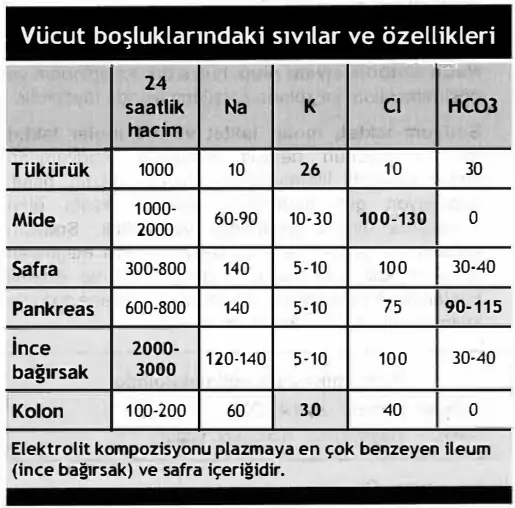 Vücut boşluklarındaki sıvılar ve özellikleri
24 saatlik hacim Na K Cl HCO3
Tükürük 1000 10 26 10 30
Mide 1000-2000 60-90 10-30 100-130 0
Safra 300-800 140 5-10 100 30-40
Pankreas 600-800 140 5-10 75 90-115
İnce bağırsak 2000-3000 120-140 5-10 100 30-40
Kolon 100-200 60 30 40 0
Elektrolit kompozisyonu plazmaya en çok benzeyen ileum
(ince bağırsak) ve safra içeriğidir.